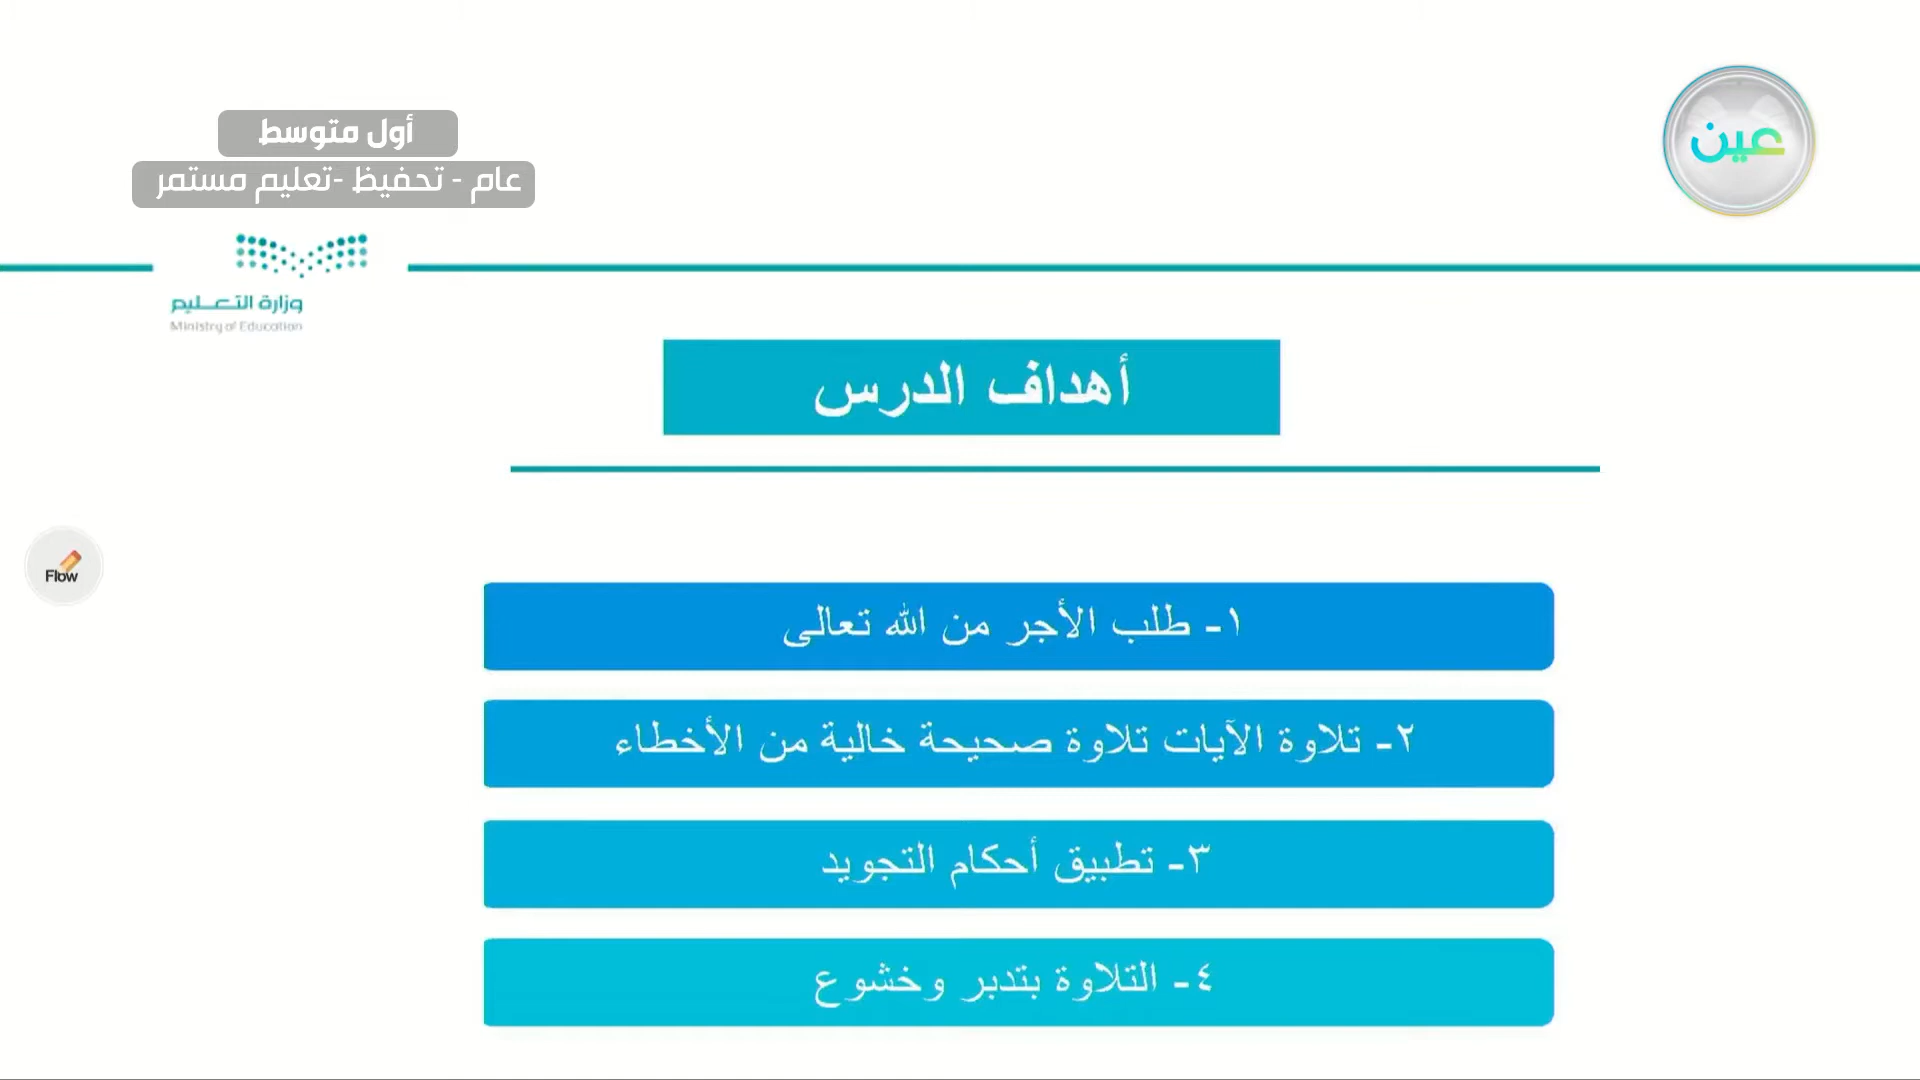 أول متوسط
عام - تحفيظ -تعليم مستمر
عين
وزارة التعليم
Ministry of Education
أهداف الدرس
Flow
١- طلب الأجر من الله تعالى
٢- تلاوة الآيات تلاوة صحيحة خالية من الأخطاء
٣- تطبيق أحكام التجويد
٤- التلاوة بتدبر وخشوع